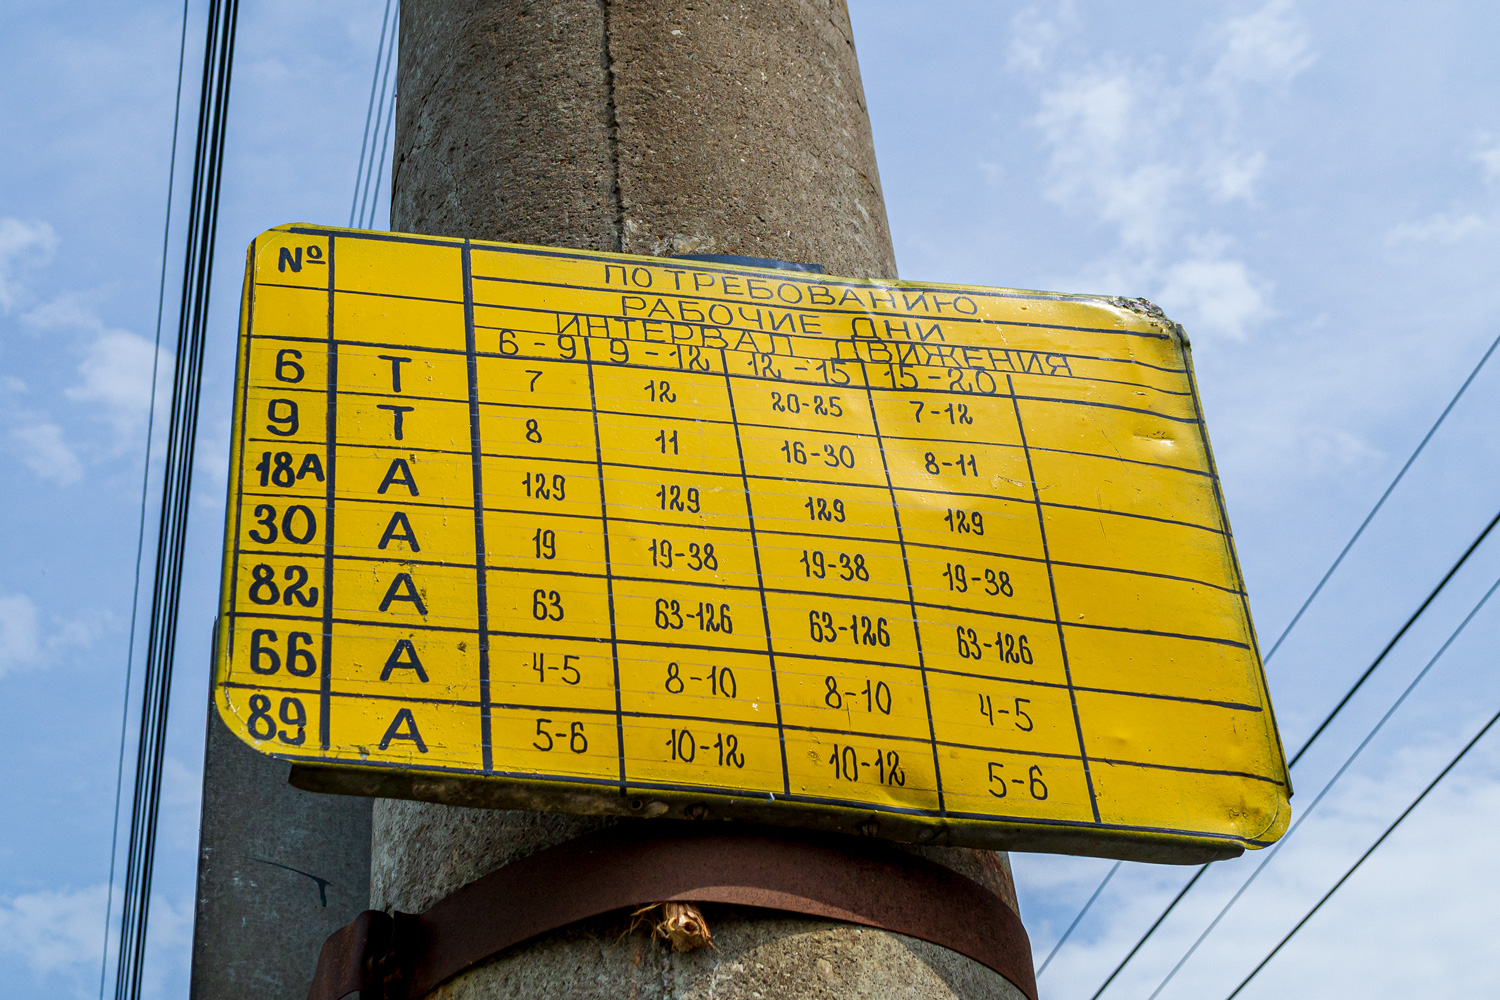 № ПО ТРЕБОВАНИЮ
РАБОЧИЕ ДНИ
ИНТЕРВАЛ ДВИЖЕНИЯ
6-9 9-12 12-15 15-20
6 Т 7 12 20-25 7-12
9 Т 8 11 16-30 8-11
18А А 129 129 129 129
30 А 19 19-38 19-38 19-38
82 А 63 63-126 63-126 63-126
66 А 4-5 8-10 8-10 4-5
89 А 5-6 10-12 10-12 5-6